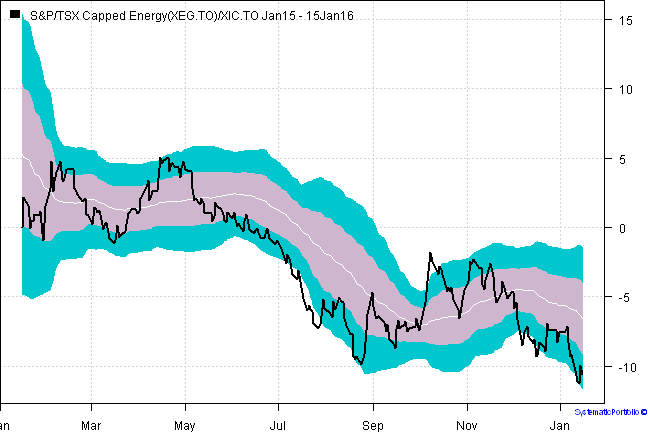 S&P/TSX Capped Energy(XEG.TO)/XIC.TO Jan15 - 15Jan16
15
10
5
0
-5
-10
an Mar May Jul Sep Nov Jan
SystematicPortfolio ©